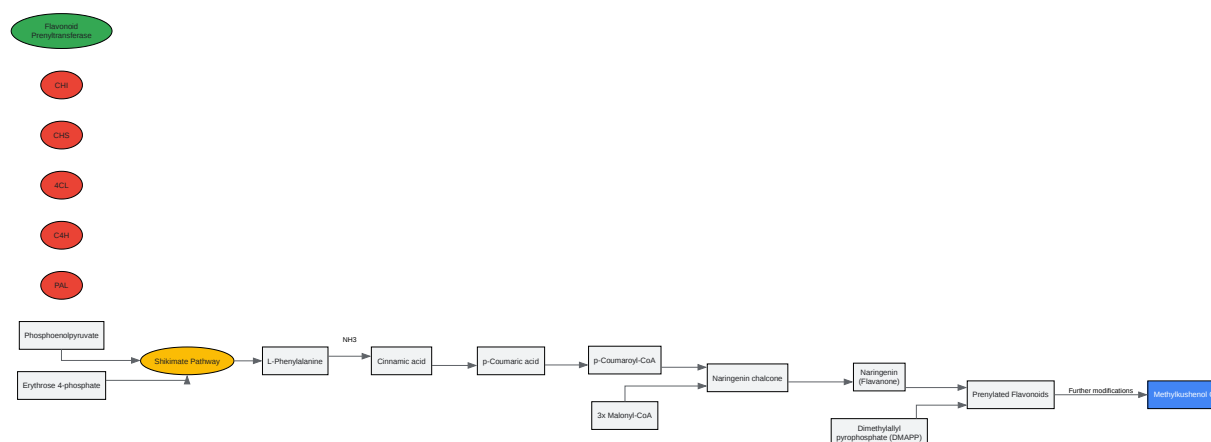 Flavonoid
Prenyltransferase
CHI
CHS
4CL
C4H
PAL
Phosphoenolpyruvate
Erythrose 4-phosphate
Shikimate Pathway
L-Phenylalanine
NH3
Cinnamic acid
p-Coumaric acid
p-Coumaroyl-CoA
3x Malonyl-CoA
Naringenin chalcone
Naringenin
(Flavanone)
Dimethylallyl
pyrophosphate (DMAPP)
Prenylated Flavonoids
Further modifications
Methylkushenol